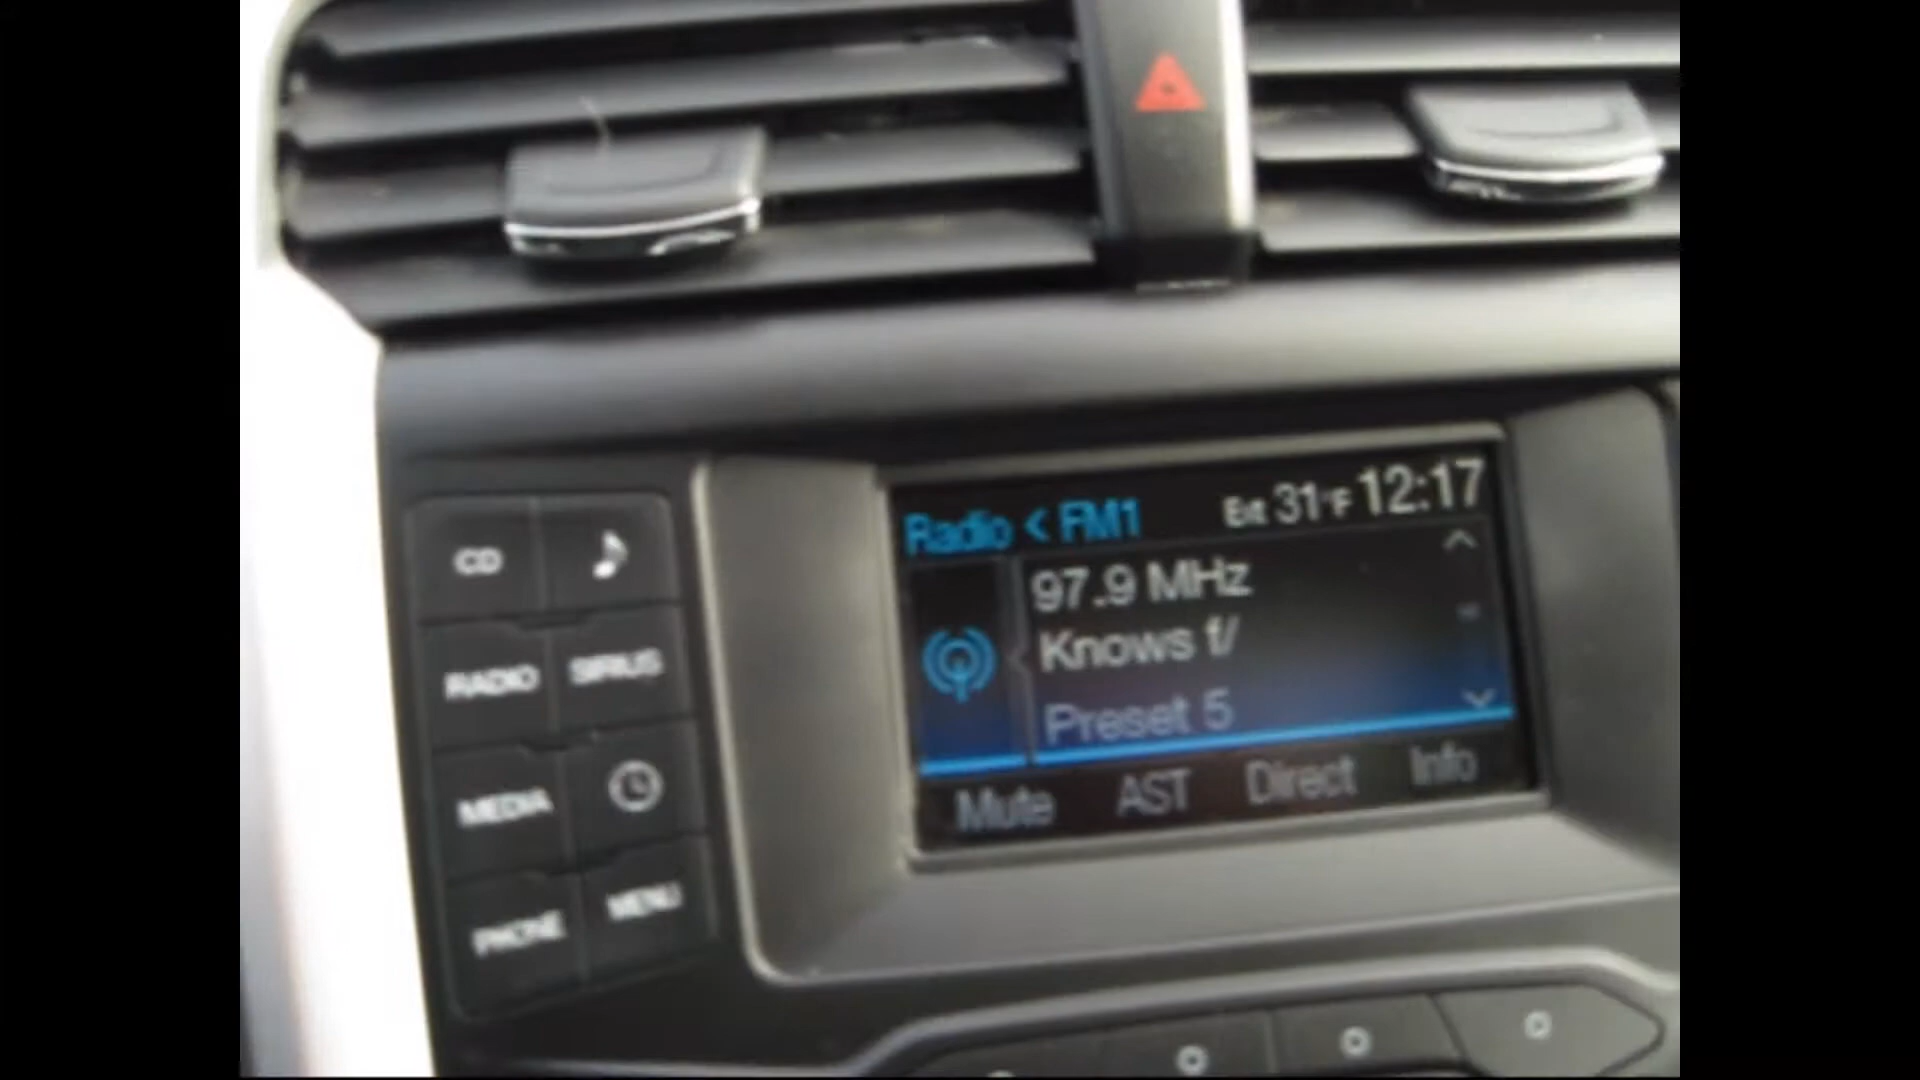 Radio < FM1 Ext 31°F 12:17
97.9 MHz
Knows f/
Preset 5
Mute AST Direct Info
CD
RADIO SIRIUS
MEDIA
PHONE MENU